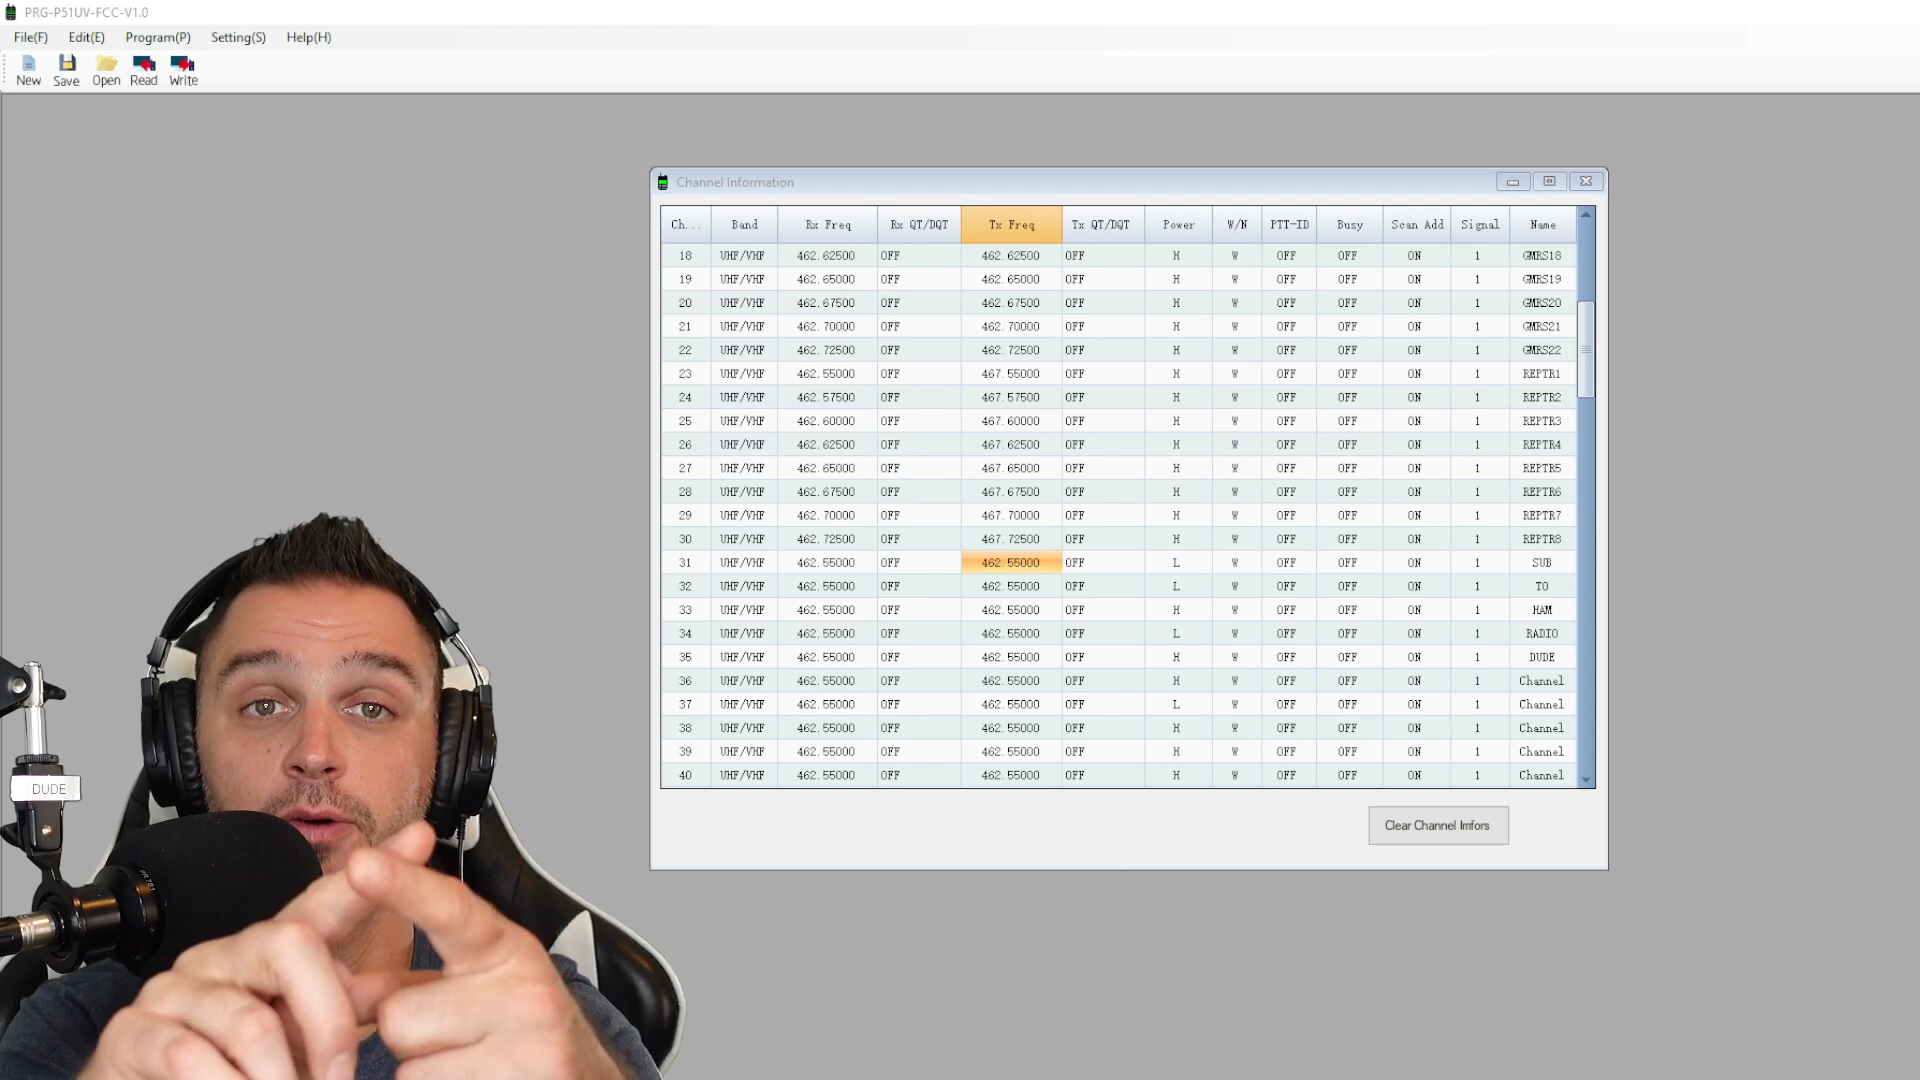 PRG-P51UV-FCC-V1.0
File(F) Edit(E) Program(P) Setting(S) Help(H)
New Save Open Read Write
Channel Information
Ch... Band Rx Freq Rx QT/DQT Tx Freq Tx QT/DQT Power W/N PTT-ID Busy Scan Add Signal Name
18 UHF/VHF 462.62500 OFF 462.62500 OFF H W OFF OFF ON 1 GMRS18
19 UHF/VHF 462.65000 OFF 462.65000 OFF H W OFF OFF ON 1 GMRS19
20 UHF/VHF 462.67500 OFF 462.67500 OFF H W OFF OFF ON 1 GMRS20
21 UHF/VHF 462.70000 OFF 462.70000 OFF H W OFF OFF ON 1 GMRS21
22 UHF/VHF 462.72500 OFF 462.72500 OFF H W OFF OFF ON 1 GMRS22
23 UHF/VHF 462.55000 OFF 467.55000 OFF H W OFF OFF ON 1 REPTR1
24 UHF/VHF 462.57500 OFF 467.57500 OFF H W OFF OFF ON 1 REPTR2
25 UHF/VHF 462.60000 OFF 467.60000 OFF H W OFF OFF ON 1 REPTR3
26 UHF/VHF 462.62500 OFF 467.62500 OFF H W OFF OFF ON 1 REPTR4
27 UHF/VHF 462.65000 OFF 467.65000 OFF H W OFF OFF ON 1 REPTR5
28 UHF/VHF 462.67500 OFF 467.67500 OFF H W OFF OFF ON 1 REPTR6
29 UHF/VHF 462.70000 OFF 467.70000 OFF H W OFF OFF ON 1 REPTR7
30 UHF/VHF 462.72500 OFF 467.72500 OFF H W OFF OFF ON 1 REPTR8
31 UHF/VHF 462.55000 OFF 462.55000 OFF L W OFF OFF ON 1 SUB
32 UHF/VHF 462.55000 OFF 462.55000 OFF L W OFF OFF ON 1 TO
33 UHF/VHF 462.55000 OFF 462.55000 OFF H W OFF OFF ON 1 HAM
34 UHF/VHF 462.55000 OFF 462.55000 OFF L W OFF OFF ON 1 RADIO
35 UHF/VHF 462.55000 OFF 462.55000 OFF H W OFF OFF ON 1 DUDE
36 UHF/VHF 462.55000 OFF 462.55000 OFF H W OFF OFF ON 1 Channel
37 UHF/VHF 462.55000 OFF 462.55000 OFF L W OFF OFF ON 1 Channel
38 UHF/VHF 462.55000 OFF 462.55000 OFF H W OFF OFF ON 1 Channel
39 UHF/VHF 462.55000 OFF 462.55000 OFF H W OFF OFF ON 1 Channel
40 UHF/VHF 462.55000 OFF 462.55000 OFF H W OFF OFF ON 1 Channel
Clear Channel Imfors
DUDE
PR781